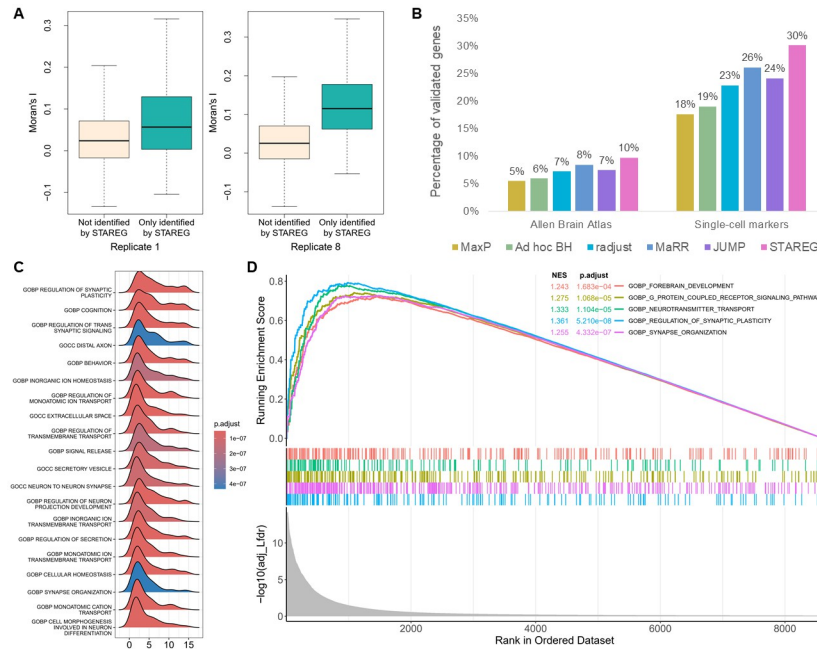 A
Moran's I
0.3
0.2
0.1
0.0
−0.1
Not identified
by STAREG
Only identified
by STAREG
Replicate 1
Moran's I
0.3
0.2
0.1
0.0
−0.1
Not identified
by STAREG
Only identified
by STAREG
Replicate 8
B
Percentage of validated genes
35%
30%
25%
20%
15%
10%
5%
0%
5%
6%
7%
8%
7%
10%
18%
19%
23%
26%
24%
30%
Allen Brain Atlas
Single-cell markers
MaxP
Ad hoc BH
radjust
MaRR
JUMP
STAREG
C
GOBP REGULATION OF SYNAPTIC
PLASTICITY
GOBP COGNITION
GOBP REGULATION OF TRANS
SYNAPTIC SIGNALING
GOCC DISTAL AXON
GOBP BEHAVIOR
GOBP INORGANIC ION HOMEOSTASIS
GOBP REGULATION OF
MONOATOMIC ION TRANSPORT
GOCC EXTRACELLULAR SPACE
GOBP REGULATION OF
TRANSMEMBRANE TRANSPORT
GOBP SIGNAL RELEASE
GOCC SECRETORY VESICLE
GOCC NEURON TO NEURON SYNAPSE
GOBP REGULATION OF NEURON
PROJECTION DEVELOPMENT
GOBP INORGANIC ION
TRANSMEMBRANE TRANSPORT
GOBP REGULATION OF SECRETION
GOBP MONOATOMIC ION
TRANSMEMBRANE TRANSPORT
GOBP CELLULAR HOMEOSTASIS
GOBP SYNAPSE ORGANIZATION
GOBP MONOATOMIC CATION
TRANSPORT
GOBP CELL MORPHOGENESIS
INVOLVED IN NEURON
DIFFERENTIATION
0 5 10 15
p.adjust
1e−07
2e−07
3e−07
4e−07
D
Running Enrichment Score
0.8
0.6
0.4
0.2
0.0
NES p.adjust
1.243 1.683e−04 GOBP_FOREBRAIN_DEVELOPMENT
1.275 1.068e−05 GOBP_G_PROTEIN_COUPLED_RECEPTOR_SIGNALING_PATHWA
1.333 1.104e−05 GOBP_NEUROTRANSMITTER_TRANSPORT
1.361 5.210e−08 GOBP_REGULATION_OF_SYNAPTIC_PLASTICITY
1.255 4.332e−07 GOBP_SYNAPSE_ORGANIZATION
−log10(adj_Lfdr)
10
5
0
2000 4000 6000 8000
Rank in Ordered Dataset